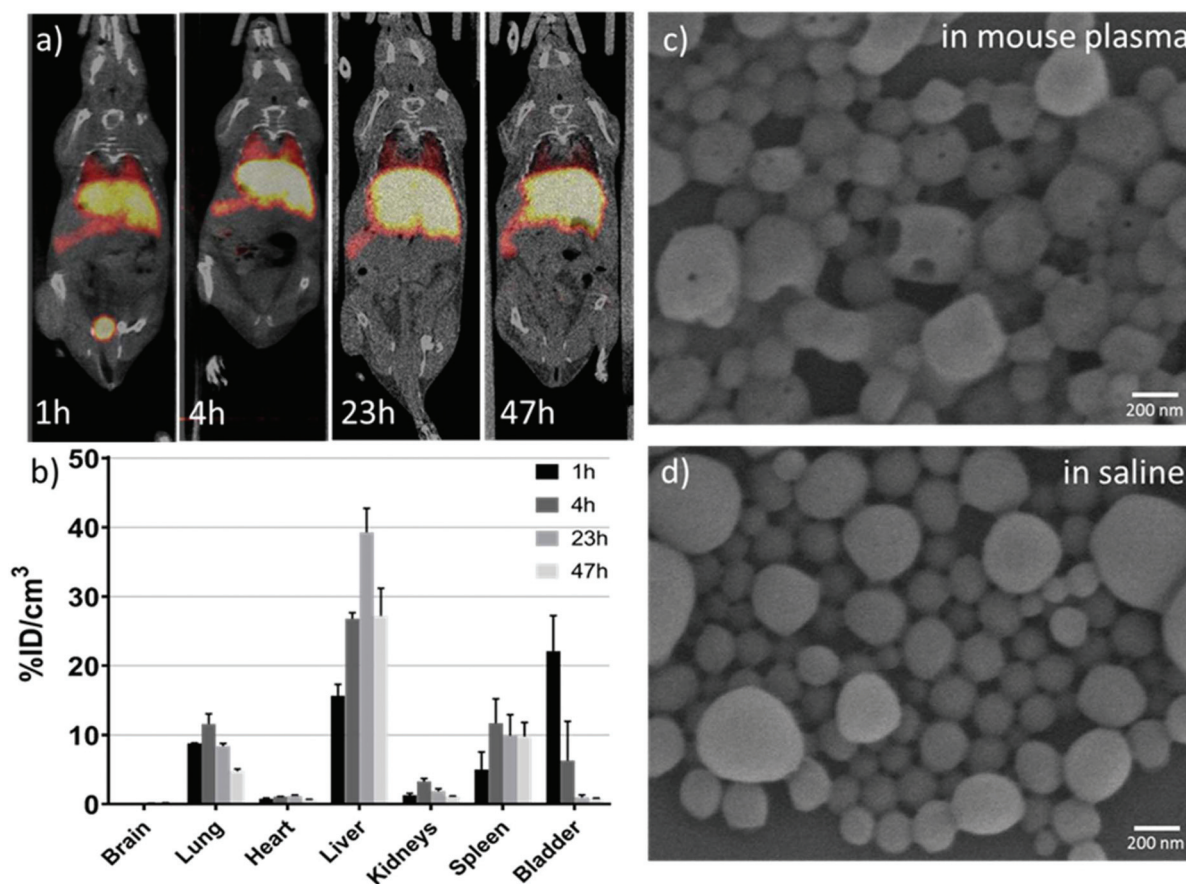 a)
1h
4h
23h
47h
b)
%ID/cm³
50
40
30
20
10
0
1h
4h
23h
47h
Brain
Lung
Heart
Liver
Kidneys
Spleen
Bladder
c)
in mouse plasma
200 nm
d)
in saline
200 nm